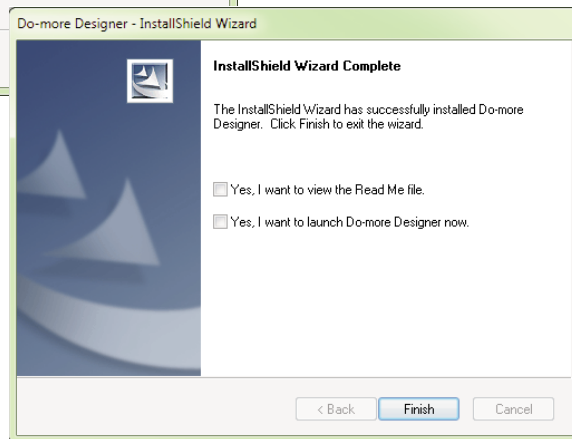 Do-more Designer - InstallShield Wizard
InstallShield Wizard Complete
The InstallShield Wizard has successfully installed Do-more
Designer. Click Finish to exit the wizard.
Yes, I want to view the Read Me file.
Yes, I want to launch Do-more Designer now.
< Back Finish Cancel